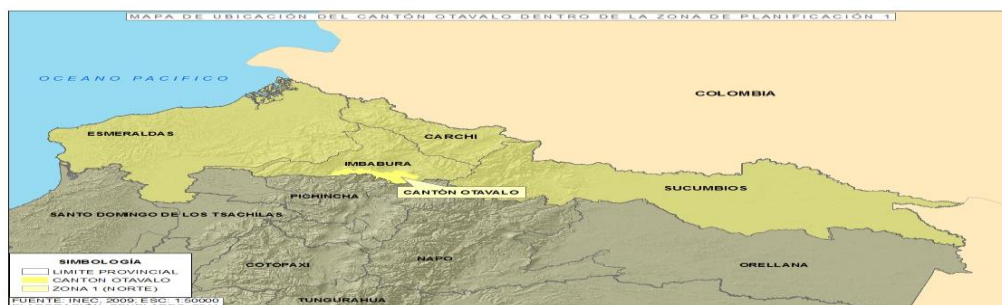 MAPA DE UBICACIÓN DEL CANTÓN OTAVALO DENTRO DE LA ZONA DE PLANIFICACIÓN 1
OCEANO PACIFICO
COLOMBIA
ESMERALDAS
CARCHI
IMBABURA
CANTÓN OTAVALO
SUCUMBIOS
PICHINCHA
SANTO DOMINGO DE LOS TSACHILAS
COTOPAXI
NAPO
ORELLANA
TUNGURAHUA
SIMBOLOGÍA
LIMITE PROVINCIAL
CANTON OTAVALO
ZONA 1 (NORTE)
FUENTE: INEC, 2009; ESC: 1:50000